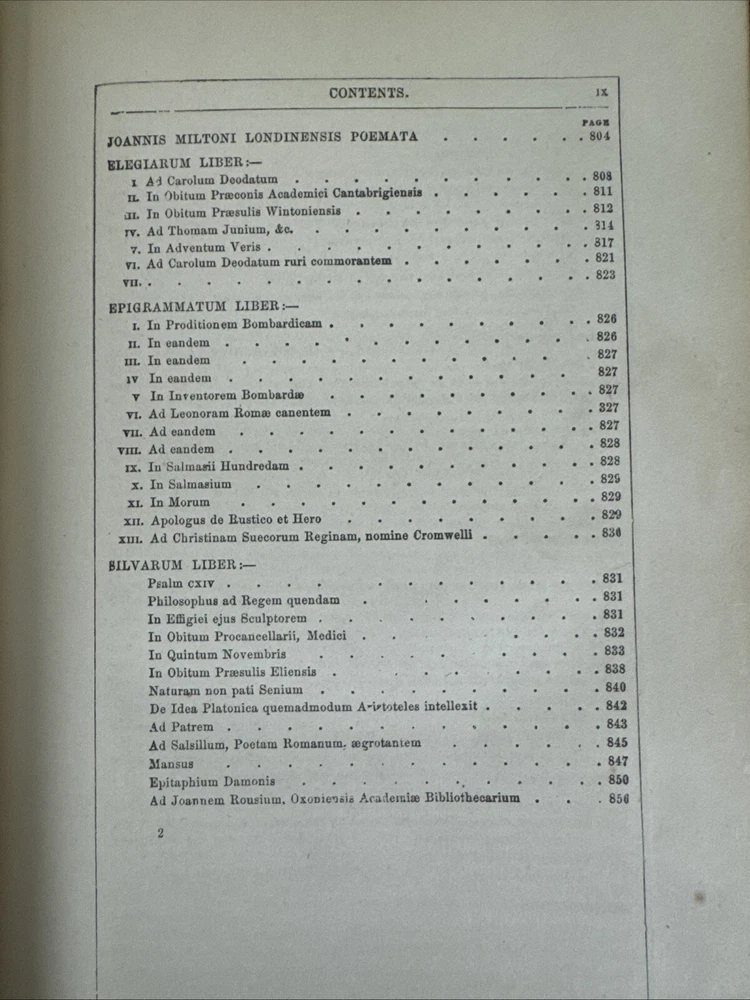 CONTENTS. ix
PAGE
JOANNIS MILTONI LONDINENSIS POEMATA . . . . . . 804
ELEGIARUM LIBER:—
I Ad Carolum Deodatum . . . . . . . . . . 808
II. In Obitum Præconis Academici Cantabrigiensis . . . . . . 811
III. In Obitum Præsulis Wintoniensis . . . . . . . . 812
IV. Ad Thomam Junium, &c. . . . . . . . . . 314
V. In Adventum Veris . . . . . . . . . . 317
VI. Ad Carolum Deodatum ruri commorantem . . . . . . . 821
VII. . . . . . . . . . . . . . . . 823
EPIGRAMMATUM LIBER:—
I. In Proditionem Bombardicam . . . . . . . . . 826
II. In eandem . . . . . . . . . . . . 826
III. In eandem . . . . . . . . . . . 827
IV In eandem . . . . . . . . . . . 827
V In Inventorem Bombardæ . . . . . . . . . 827
VI. Ad Leonoram Romæ canentem . . . . . . . . 327
VII. Ad eandem . . . . . . . . . . . 827
VIII. Ad eandem . . . . . . . . . . . . 828
IX. In Salmasii Hundredam . . . . . . . . . . 828
X. In Salmasium . . . . . . . . . . . 829
XI. In Morum . . . . . . . . . . . 829
XII. Apologus de Rustico et Hero . . . . . . . . 829
XIII. Ad Christinam Suecorum Reginam, nomine Cromwelli . . . . . 830
SILVARUM LIBER:—
Psalm CXIV . . . . . . . . . . . 831
Philosophus ad Regem quendam . . . . . . . . 831
In Effigiei ejus Sculptorem . . . . . . . . . . 831
In Obitum Procancellarii, Medici . . . . . . 832
In Quintum Novembris . . . . . . . . . 833
In Obitum Præsulis Eliensis . . . . . . . . 838
Naturam non pati Senium . . . . . . . . . 840
De Idea Platonica quemadmodum Aristoteles intellexit . . . . . 842
Ad Patrem . . . . . . . . . . . . 843
Ad Salsillum, Poetam Romanum, ægrotantem . . . . . . 845
Mansus . . . . . . . . . . . . 847
Epitaphium Damonis . . . . . . . . . . 850
Ad Joannem Rousium, Oxoniensis Academiæ Bibliothecarium . . . 856
2